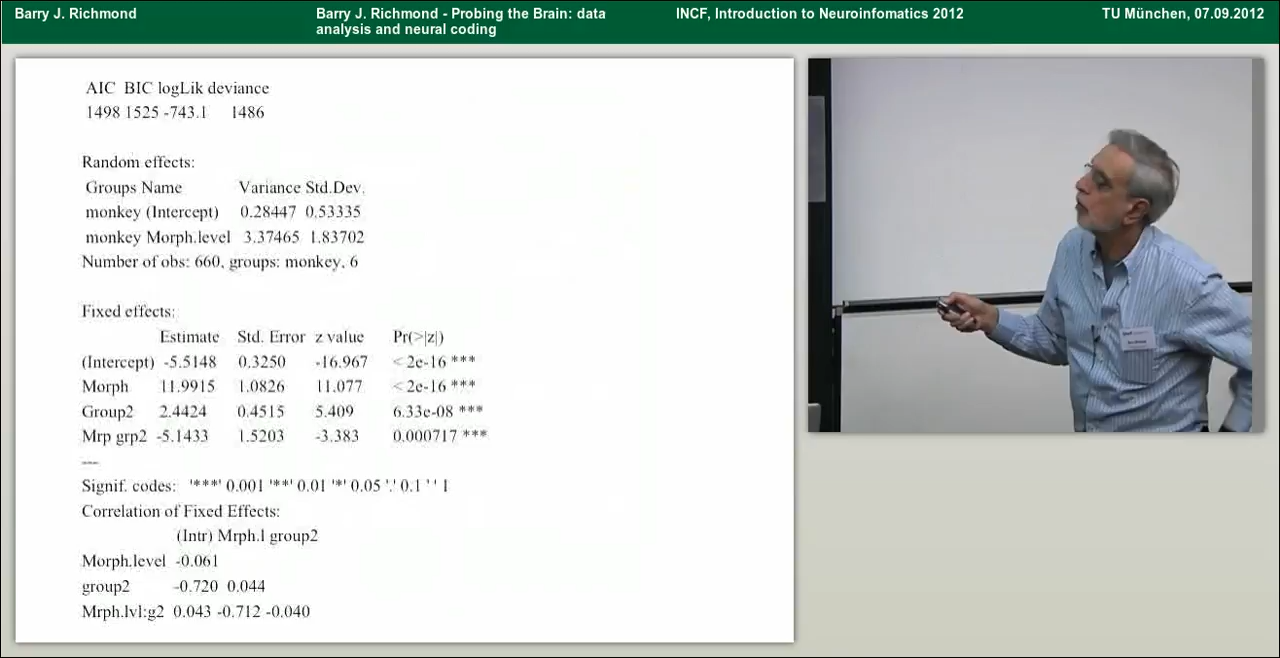 Barry J. Richmond
Barry J. Richmond - Probing the Brain: data
analysis and neural coding
INCF, Introduction to Neuroinfomatics 2012
TU München, 07.09.2012
AIC BIC logLik deviance
1498 1525 -743.1 1486
Random effects:
Groups Name Variance Std.Dev.
monkey (Intercept) 0.28447 0.53335
monkey Morph.level 3.37465 1.83702
Number of obs: 660, groups: monkey, 6
Fixed effects:
Estimate Std. Error z value Pr(>|z|)
(Intercept) -5.5148 0.3250 -16.967 < 2e-16 ***
Morph 11.9915 1.0826 11.077 < 2e-16 ***
Group2 2.4424 0.4515 5.409 6.33e-08 ***
Mrp grp2 -5.1433 1.5203 -3.383 0.000717 ***
---
Signif. codes: '***' 0.001 '**' 0.01 '*' 0.05 '.' 0.1 ' ' 1
Correlation of Fixed Effects:
(Intr) Mrph.l group2
Morph.level -0.061
group2 -0.720 0.044
Mrph.lvl:g2 0.043 -0.712 -0.040